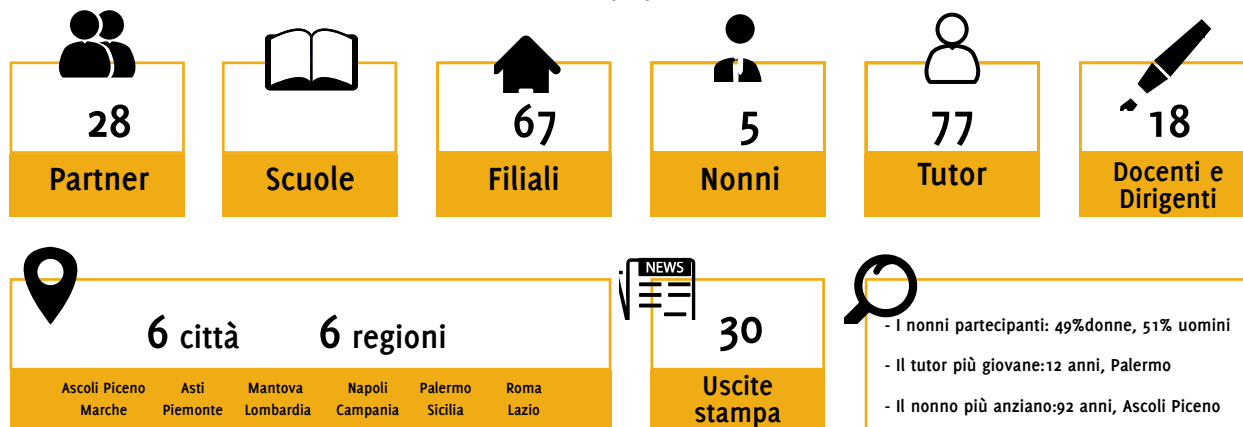 28
Partner
Scuole
67
Filiali
5
Nonni
77
Tutor
18
Docenti e
Dirigenti
6 città 6 regioni
Ascoli Piceno Asti Mantova Napoli Palermo Roma
Marche Piemonte Lombardia Campania Sicilia Lazio
NEWS
30
Uscite
stampa
- I nonni partecipanti: 49%donne, 51% uomini
- Il tutor più giovane:12 anni, Palermo
- Il nonno più anziano:92 anni, Ascoli Piceno